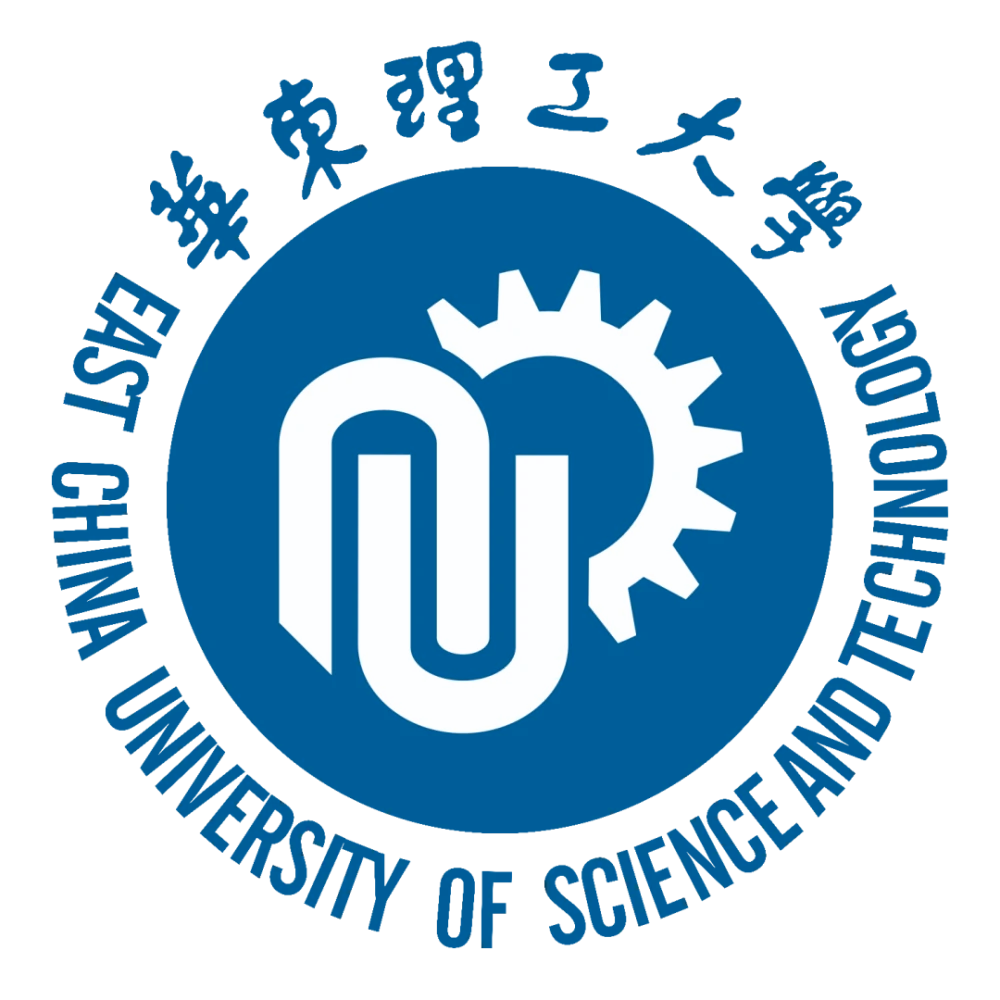 華東理工大學
EAST CHINA UNIVERSITY OF SCIENCE AND TECHNOLOGY